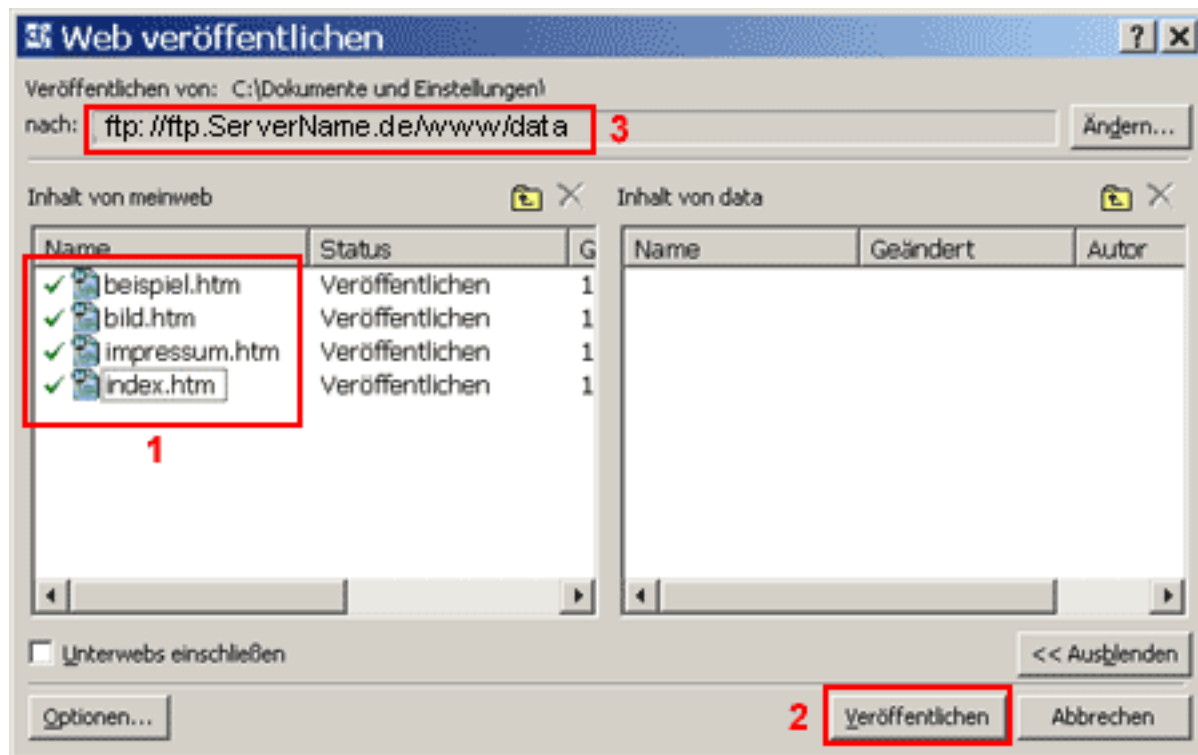 Web veröffentlichen
Veröffentlichen von: C:\Dokumente und Einstellungen\
nach: ftp://ftp.ServerName.de/www/data 3 Ändern...
Inhalt von meinweb Inhalt von data
Name Status G Name Geändert Autor
beispiel.htm Veröffentlichen 1
bild.htm Veröffentlichen 1
impressum.htm Veröffentlichen 1
index.htm Veröffentlichen 1
1
Unterwebs einschließen << Ausblenden
Optionen... 2 Veröffentlichen Abbrechen